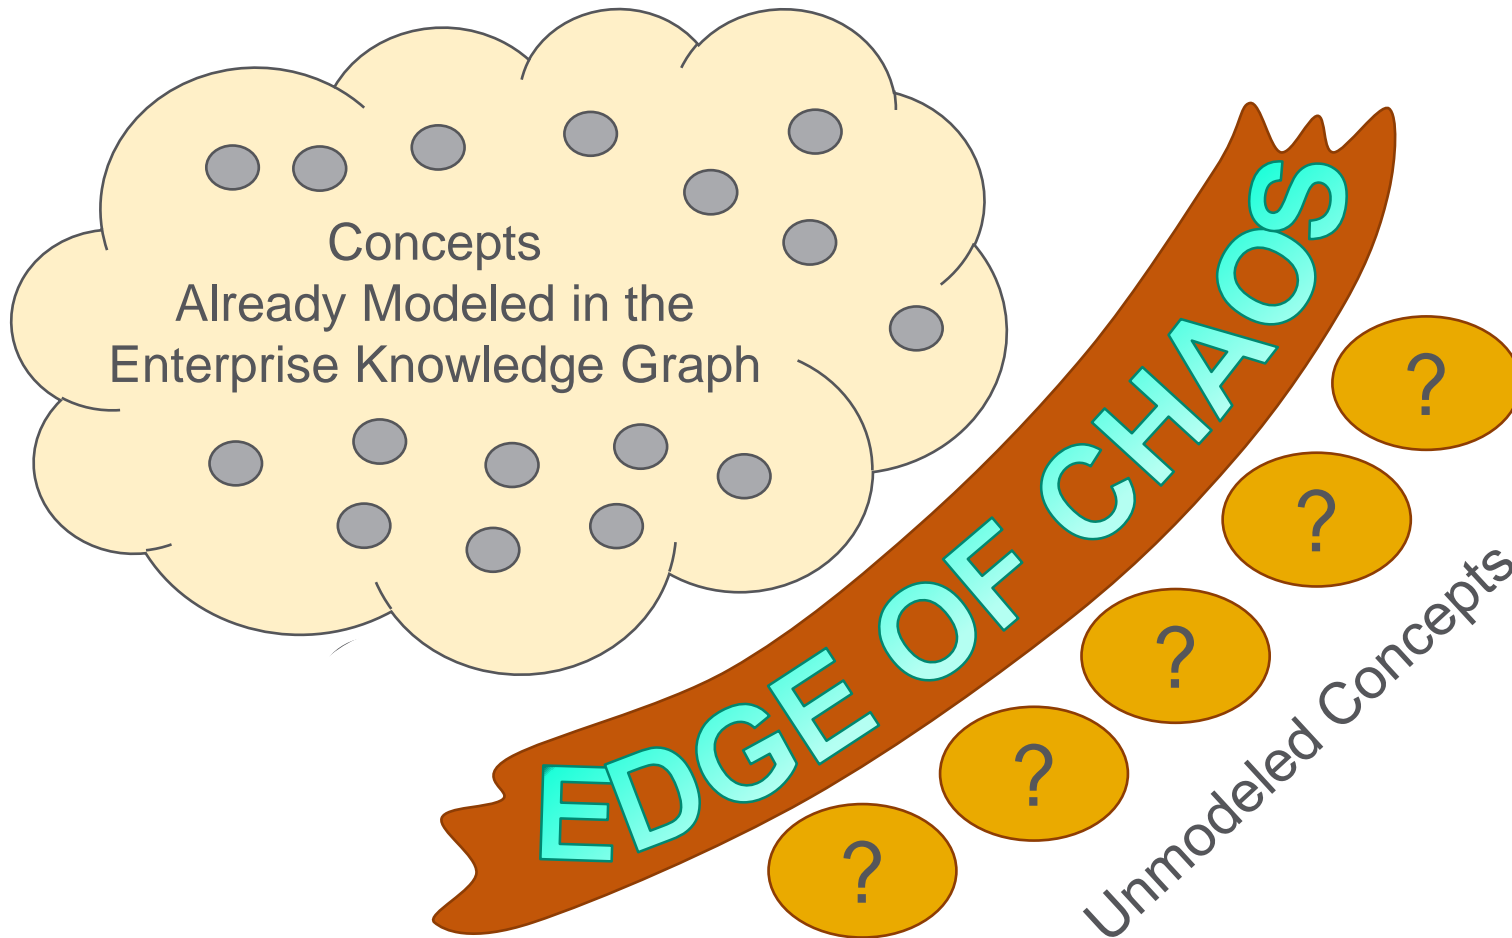 Concepts
Already Modeled in the
Enterprise Knowledge Graph
EDGE OF CHAOS
?
?
?
?
?
Unmodeled Concepts